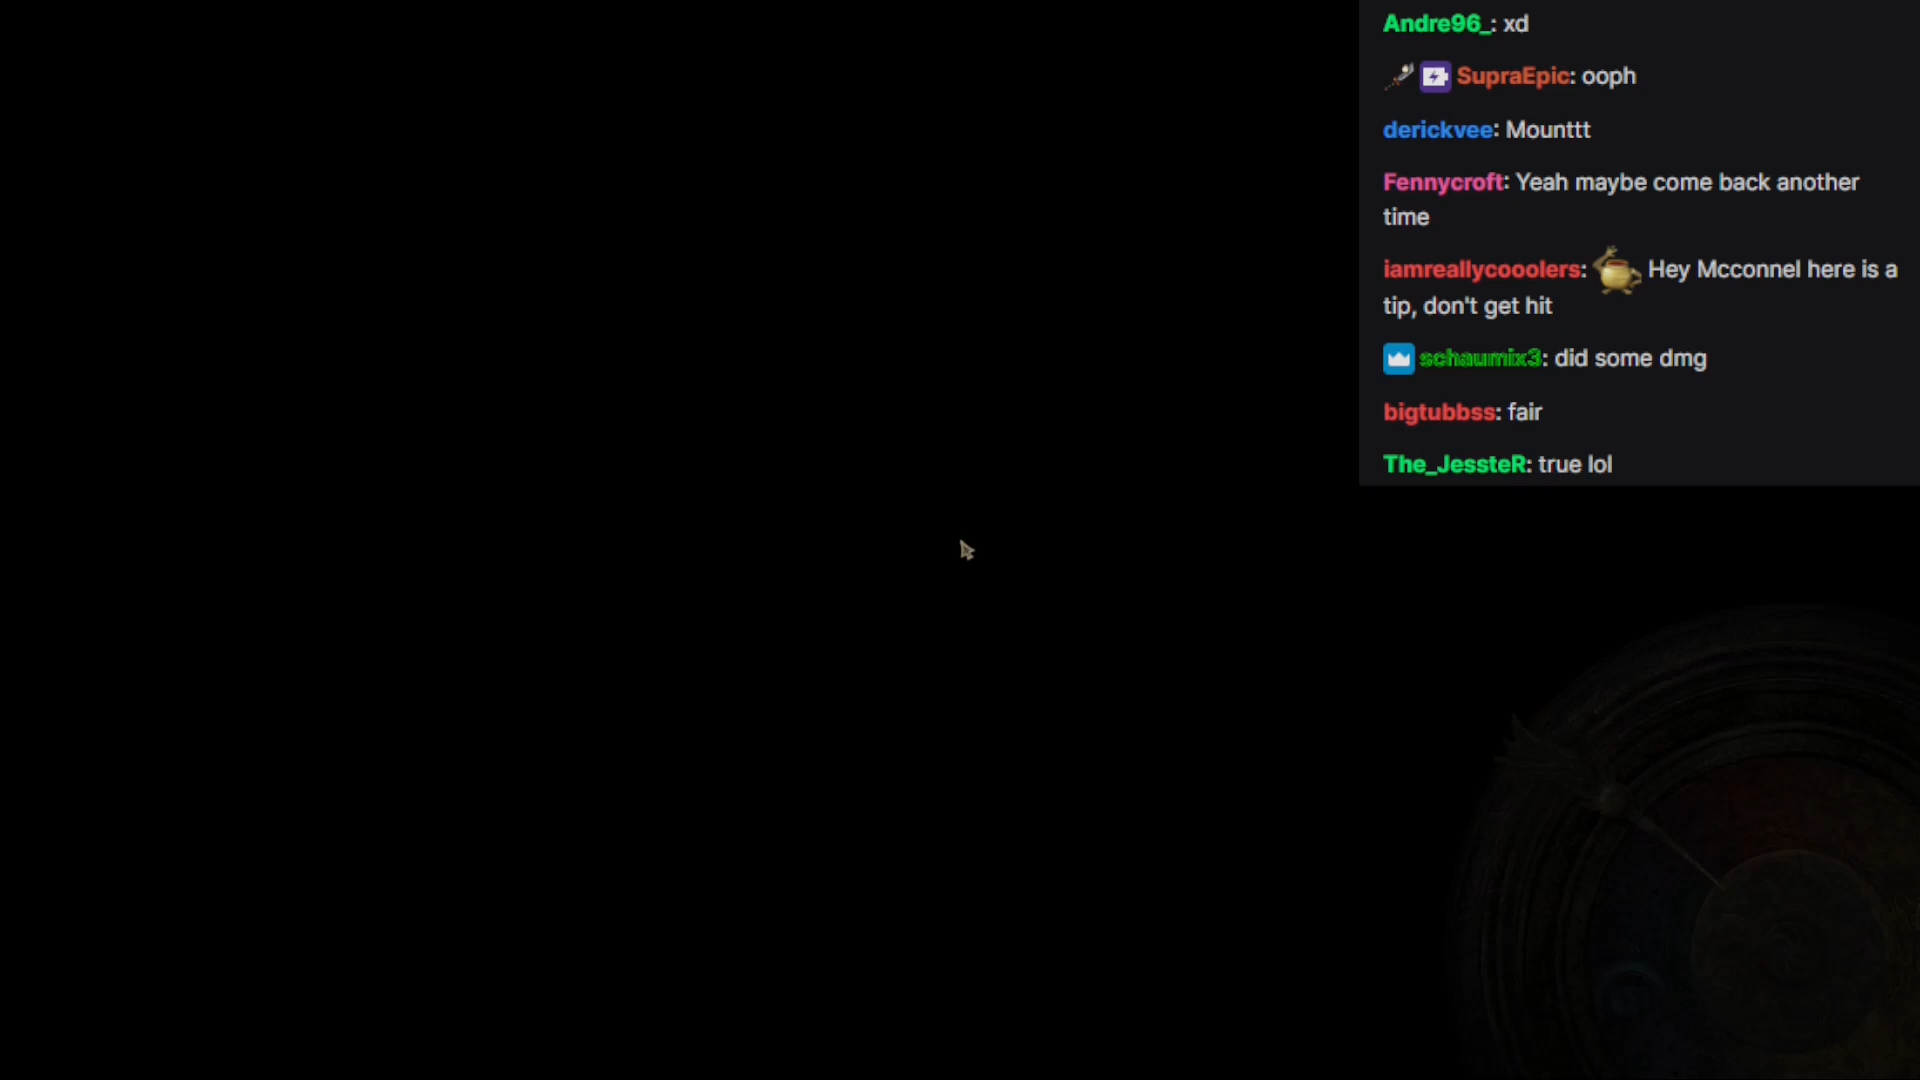 Andre96_: xd
SupraEpic: ooph
derickvee: Mounttt
Fennycroft: Yeah maybe come back another
time
iamreallycooolers: Hey Mcconnel here is a
tip, don't get hit
schaumix3: did some dmg
bigtubbss: fair
The_JessteR: true lol